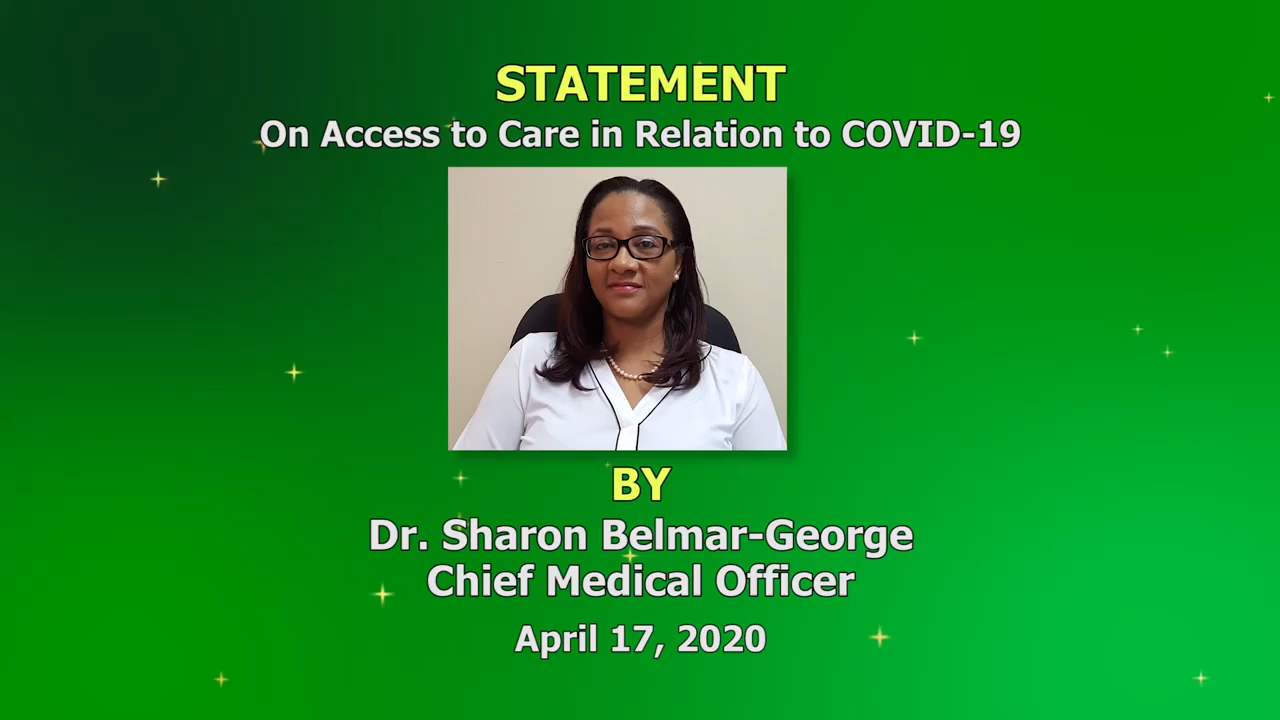 STATEMENT
On Access to Care in Relation to COVID-19
BY
Dr. Sharon Belmar-George
Chief Medical Officer
April 17, 2020